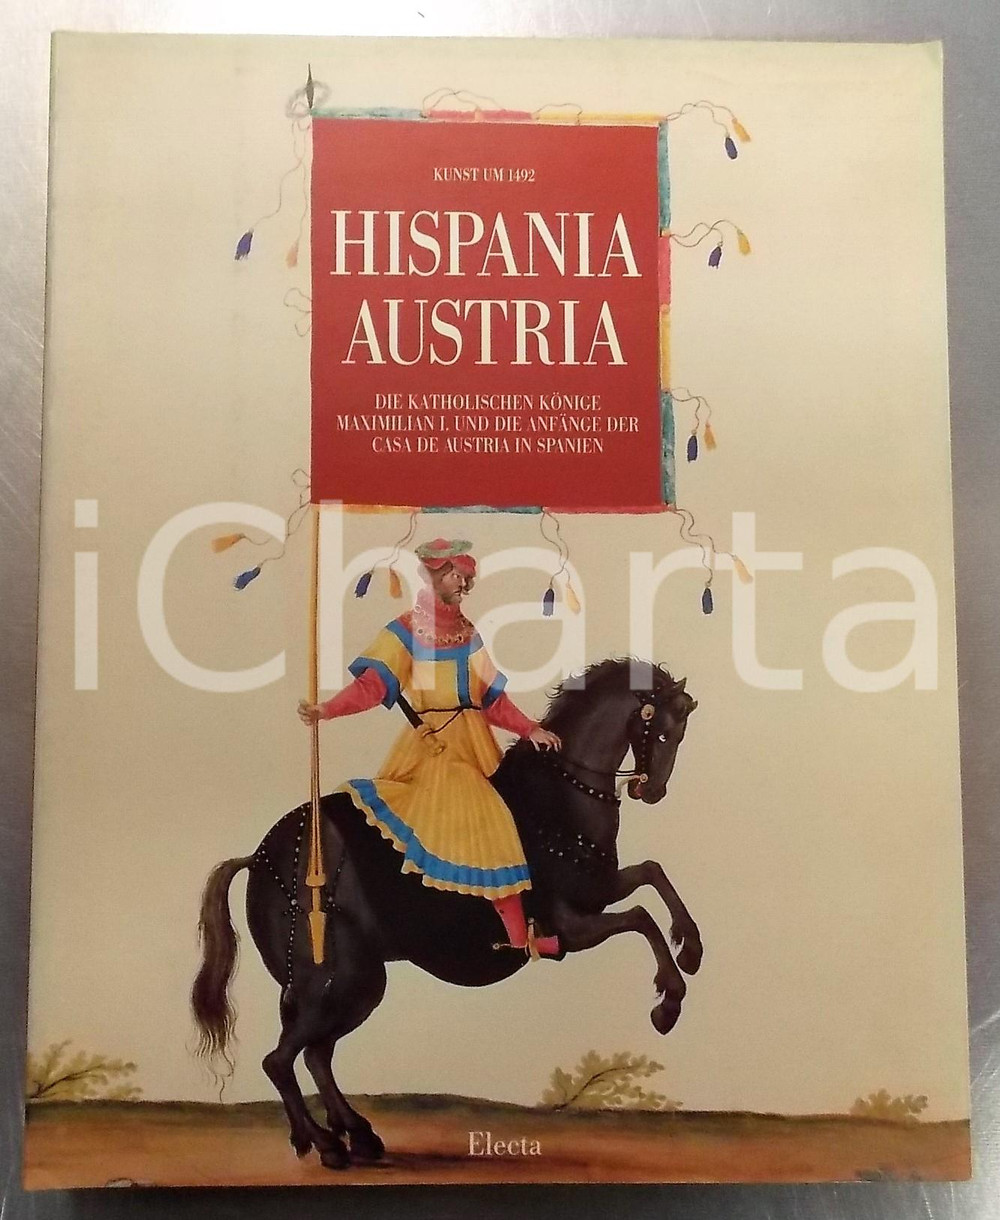 KUNST UM 1492
HISPANIA
AUSTRIA
DIE KATHOLISCHEN KÖNIGE
MAXIMILIAN I. UND DIE ANFÄNGE DER
CASA DE AUSTRIA IN SPANIEN
iCharta
Electa